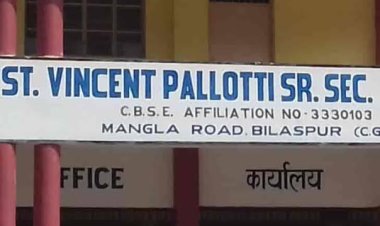 ST. VINCENT PALLOTTI SR. SEC.
C.B.S.E. AFFILIATION NO-3330103
MANGLA ROAD. BILASPUR (C.G
FFICE कार्यालय